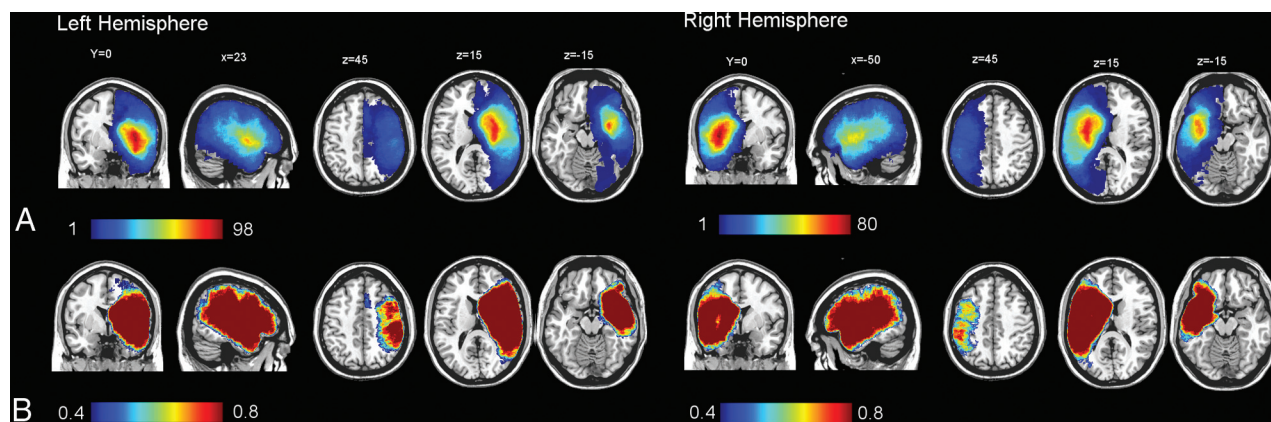 Left Hemisphere
Right Hemisphere
Y=0 x=23 z=45 z=15 z=-15
Y=0 x=-50 z=45 z=15 z=-15
A
1 98
1 80
B
0.4 0.8
0.4 0.8